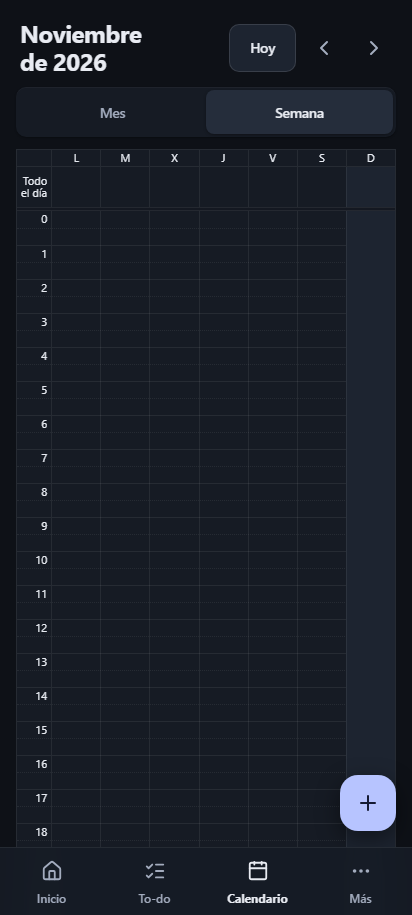 Noviembre
de 2026
Hoy
Mes
Semana
L M X J V S D
Todo
el día
0
1
2
3
4
5
6
7
8
9
10
11
12
13
14
15
16
17
18
Inicio
To-do
Calendario
Más